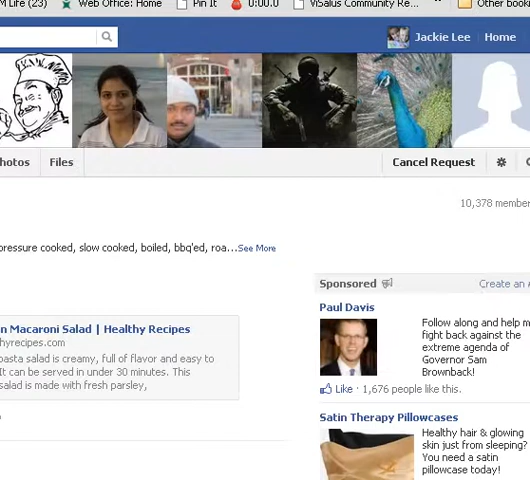 M Life (23) Web Office: Home Pin It 0:00.0 ViSalus Community Re... » Other book
Jackie Lee Home
hotos Files Cancel Request
10,378 member
pressure cooked, slow cooked, boiled, bbq'ed, roa...See More
Sponsored Create an A
Paul Davis
Follow along and help m
fight back against the
extreme agenda of
Governor Sam
Brownback!
Like · 1,676 people like this.
n Macaroni Salad | Healthy Recipes
hyrecipes.com
pasta salad is creamy, full of flavor and easy to
It can be served in under 30 minutes. This
salad is made with fresh parsley,
Satin Therapy Pillowcases
Healthy hair & glowing
skin just from sleeping?
You need a satin
pillowcase today!